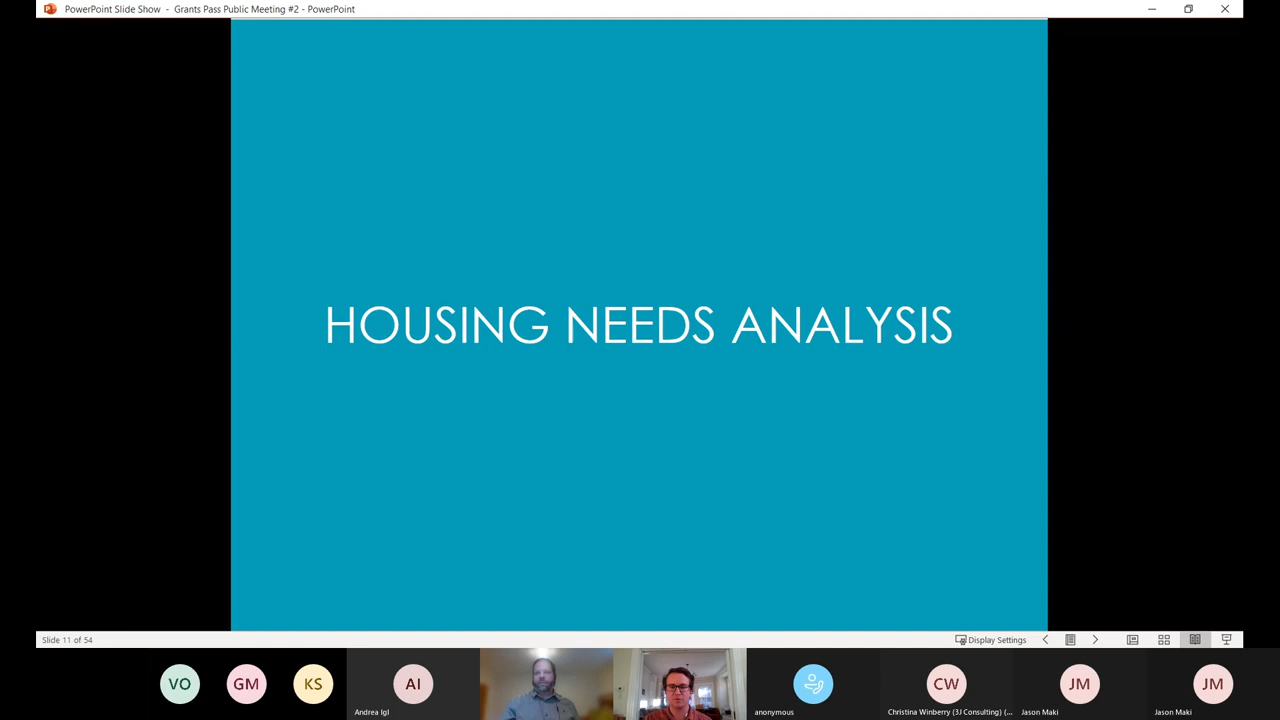 PowerPoint Slide Show - Grants Pass Public Meeting #2 - PowerPoint
HOUSING NEEDS ANALYSIS
Slide 11 of 54
Display Settings
VO
GM
KS
AI
CW
JM
JM
Andrea Igl
anonymous
Christina Winberry (3J Consulting) (...
Jason Maki
Jason Maki